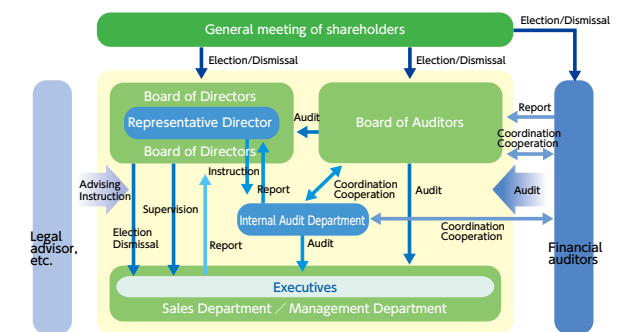 General meeting of shareholders
Election/Dismissal
Election/Dismissal
Election/Dismissal
Board of Directors
Representative Director
Board of Directors
Audit
Board of Auditors
Report
Coordination
Cooperation
Instruction
Report
Coordination
Cooperation
Advising
Instruction
Supervision
Audit
Audit
Internal Audit Department
Election
Dismissal
Report
Audit
Coordination
Cooperation
Legal
advisor,
etc.
Financial
auditors
Executives
Sales Department ／ Management Department